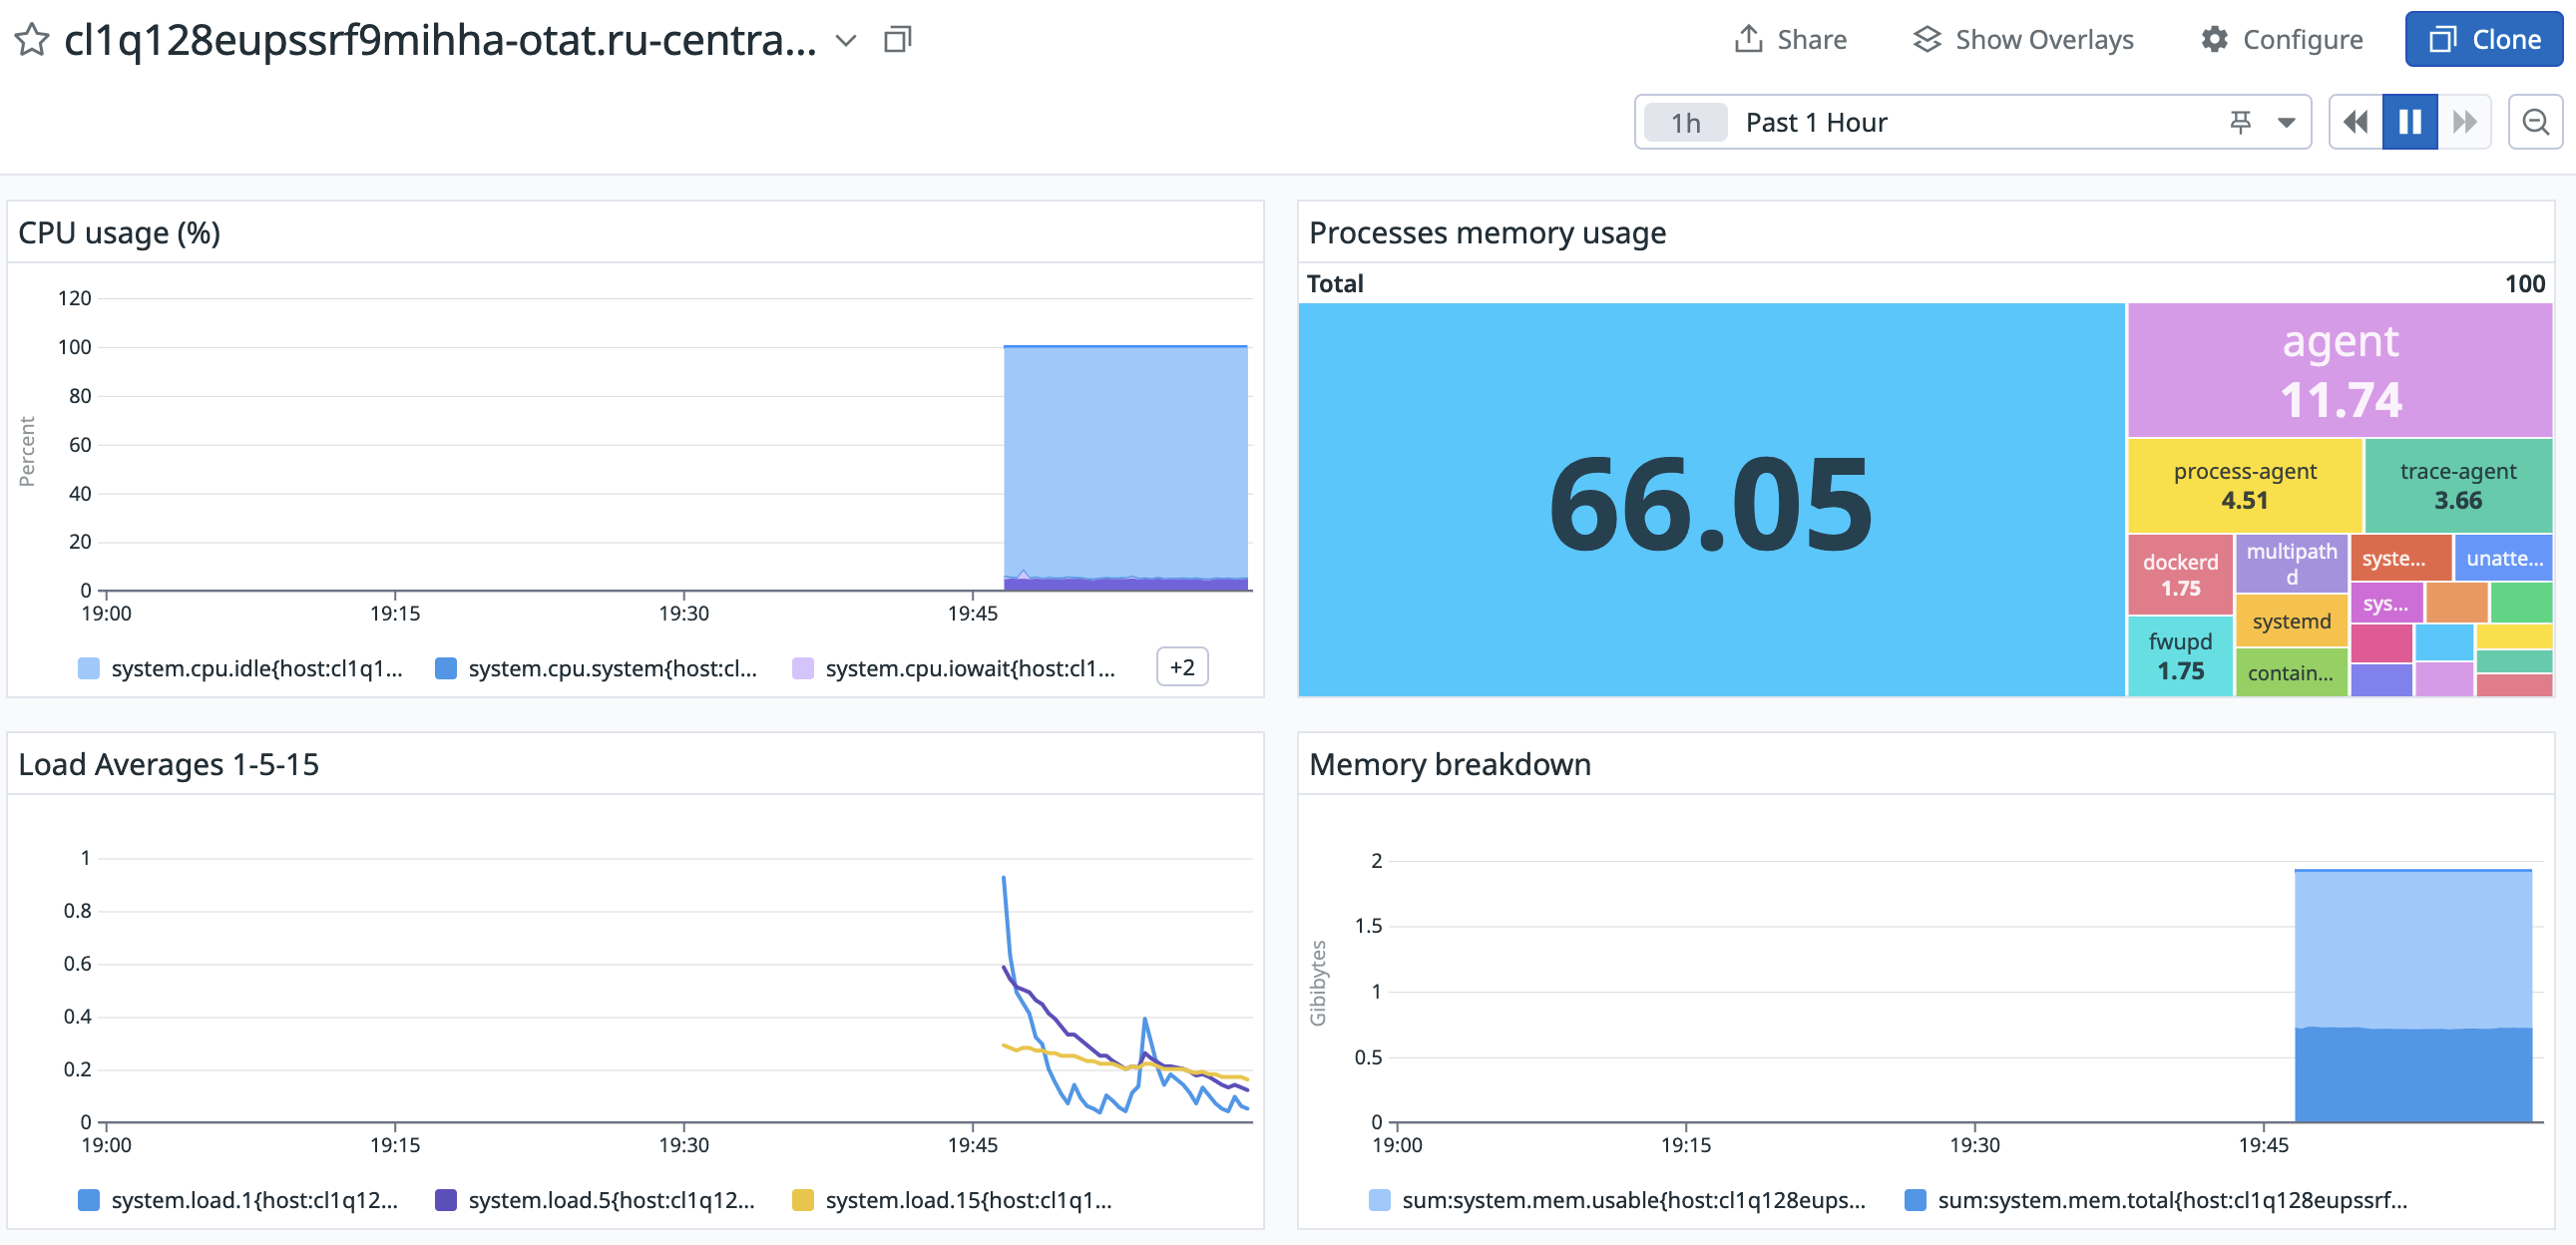 cl1q128eupssrf9mihha-otat.ru-centra...
Share
Show Overlays
Configure
Clone
1h Past 1 Hour
CPU usage (%)
Percent
120
100
80
60
40
20
0
19:00 19:15 19:30 19:45
system.cpu.idle{host:cl1q1... system.cpu.system{host:cl... system.cpu.iowait{host:cl1... +2
Processes memory usage
Total 100
66.05
agent
11.74
process-agent
4.51
trace-agent
3.66
dockerd
1.75
multipath
d
syste...
unatte...
sys...
systemd
fwupd
1.75
contain...
Load Averages 1-5-15
1
0.8
0.6
0.4
0.2
0
19:00 19:15 19:30 19:45
system.load.1{host:cl1q12... system.load.5{host:cl1q12... system.load.15{host:cl1q1...
Memory breakdown
Gibibytes
2
1.5
1
0.5
0
19:00 19:15 19:30 19:45
sum:system.mem.usable{host:cl1q128eups... sum:system.mem.total{host:cl1q128eupssrf...